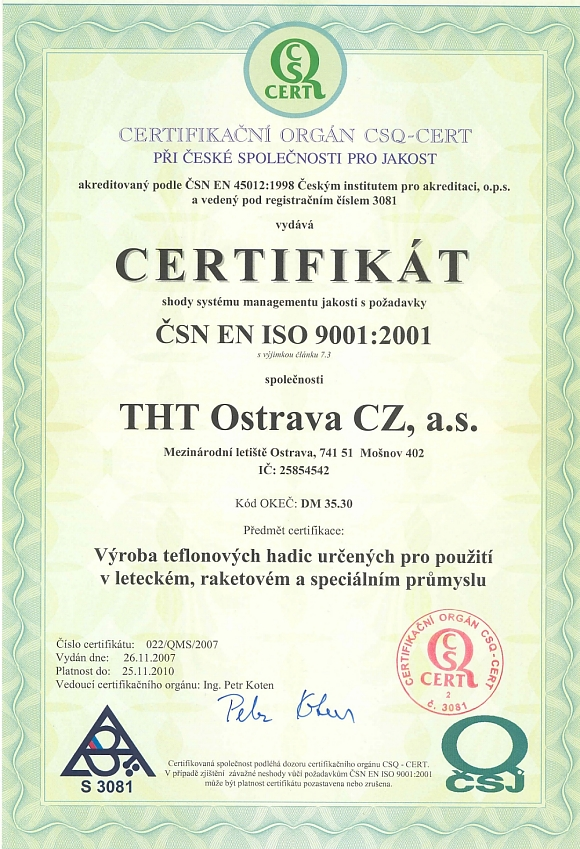 CSQ
CERT
CERTIFIKAČNÍ ORGÁN CSQ-CERT
PŘI ČESKÉ SPOLEČNOSTI PRO JAKOST
akreditovaný podle ČSN EN 45012:1998 Českým institutem pro akreditaci, o.p.s.
a vedený pod registračním číslem 3081
vydává
CERTIFIKÁT
shody systému managementu jakosti s požadavky
ČSN EN ISO 9001:2001
s výjimkou článku 7.3
společnosti
THT Ostrava CZ, a.s.
Mezinárodní letiště Ostrava, 741 51 Mošnov 402
IČ: 25854542
Kód OKEČ: DM 35.30
Předmět certifikace:
Výroba teflonových hadic určených pro použití
v leteckém, raketovém a speciálním průmyslu
Číslo certifikátu: 022/QMS/2007
Vydán dne: 26.11.2007
Platnost do: 25.11.2010
Vedoucí certifikačního orgánu: Ing. Petr Koten
Petr Koten
CERTIFIKAČNÍ ORGÁN CSQ-CERT
CSQ
CERT
2
č. 3081
S 3081
Certifikovaná společnost podléhá dozoru certifikačního orgánu CSQ - CERT.
V případě zjištění závažné neshody vůčí požadavkům ČSN EN ISO 9001:2001
může být platnost certifikátu pozastavena nebo zrušena.
ČSJ